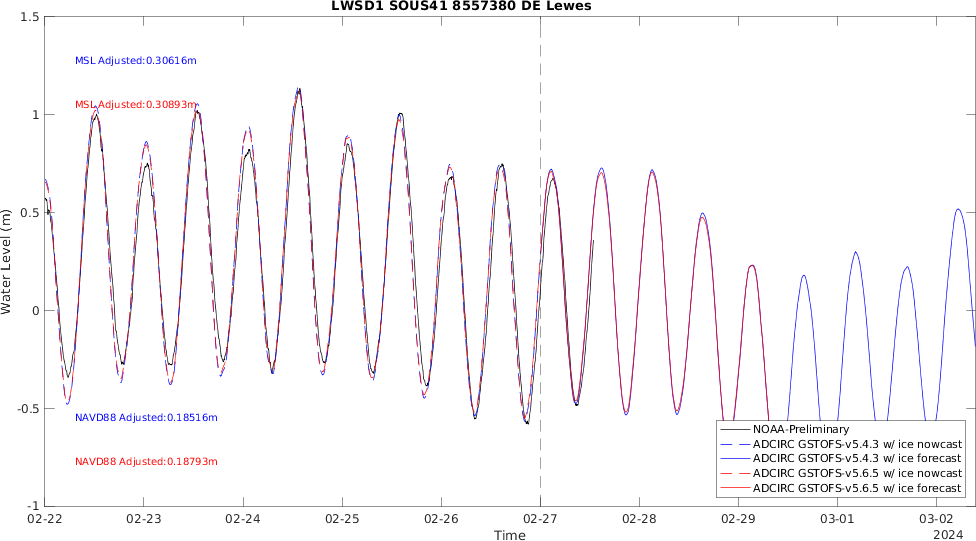 LWSD1 SOUS41 8557380 DE Lewes
1.5
MSL Adjusted:0.30616m
MSL Adjusted:0.30893m
1
0.5
Water Level (m)
0
-0.5
NAVD88 Adjusted:0.18516m
NOAA-Preliminary
ADCIRC GSTOFS-v5.4.3 w/ ice nowcast
ADCIRC GSTOFS-v5.4.3 w/ ice forecast
ADCIRC GSTOFS-v5.6.5 w/ ice nowcast
ADCIRC GSTOFS-v5.6.5 w/ ice forecast
NAVD88 Adjusted:0.18793m
-1
02-22 02-23 02-24 02-25 02-26 02-27 02-28 02-29 03-01 03-02
Time
2024